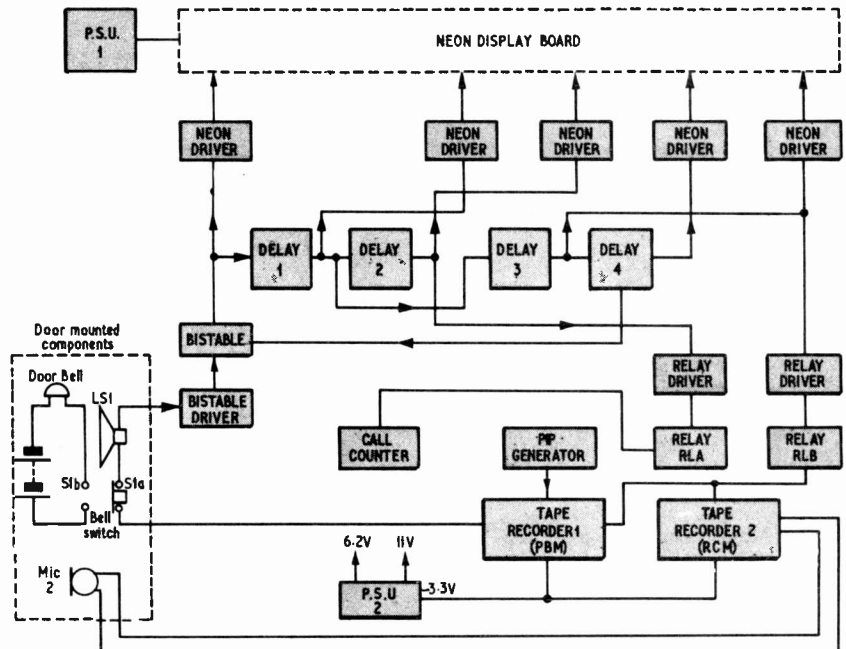 P.S.U.
1
NEON DISPLAY BOARD
NEON
DRIVER
NEON
DRIVER
NEON
DRIVER
NEON
DRIVER
NEON
DRIVER
DELAY
1
DELAY
2
DELAY
3
DELAY
4
Door mounted
components
BISTABLE
Door Bell
LS1
BISTABLE
DRIVER
RELAY
DRIVER
RELAY
DRIVER
CALL
COUNTER
PIP
GENERATOR
RELAY
RLA
RELAY
RLB
S1b
S1a
Bell
switch
TAPE
RECORDER 1
(PBM)
TAPE
RECORDER 2
(RCM)
6.2V
11V
Mic
2
P.S.U
2
3.3V